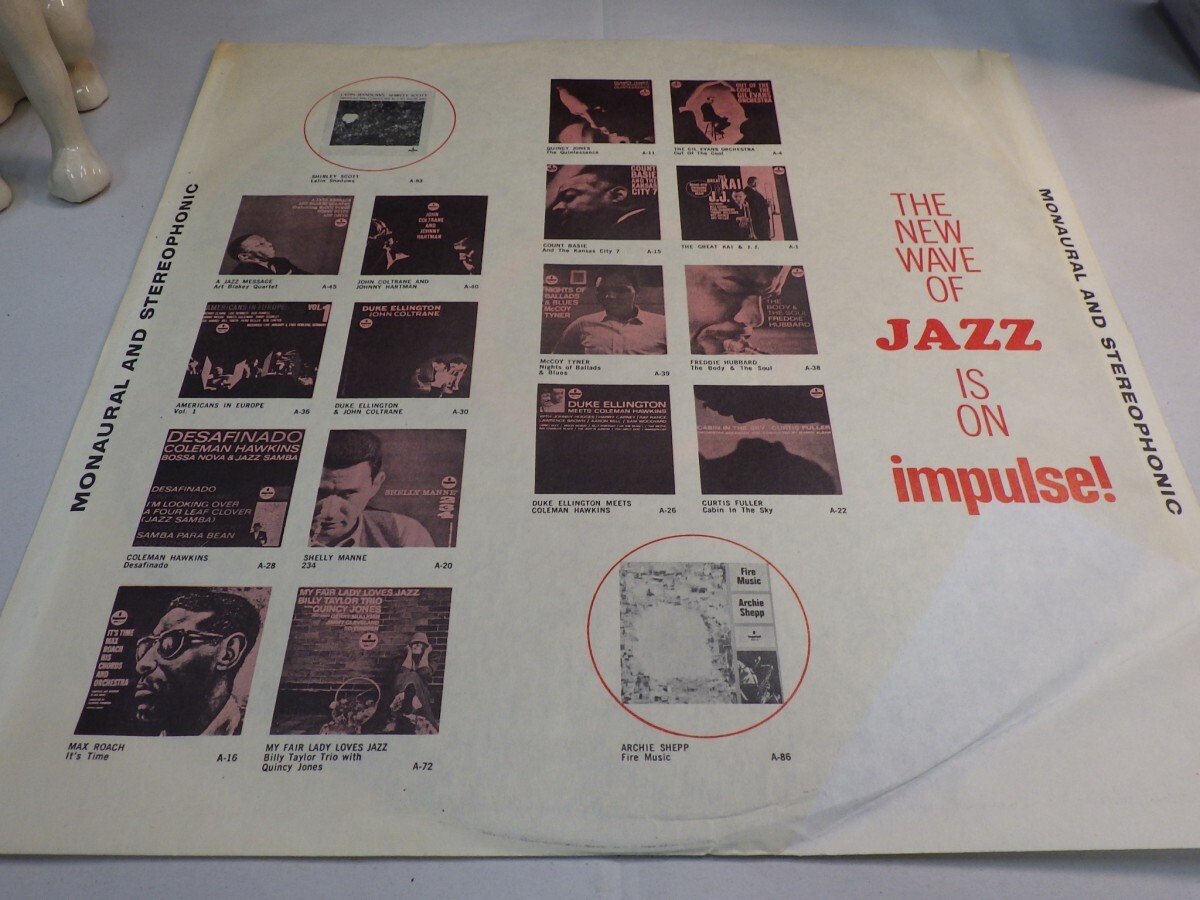 MONAURAL AND STEREOPHONIC
SHIRLEY SCOTT
Latin Shadows A-93
A JAZZ MESSAGE
Art Blakey Quartet A-45
JOHN
COLTRANE
AND
JOHNNY
HARTMAN
JOHN COLTRANE AND
JOHNNY HARTMAN A-40
AMERICANS IN EUROPE VOL.1
AMERICANS IN EUROPE
Vol. 1 A-36
DUKE ELLINGTON
JOHN COLTRANE
DUKE ELLINGTON
& JOHN COLTRANE A-30
DESAFINADO
COLEMAN HAWKINS
BOSSA NOVA & JAZZ SAMBA
DESAFINADO
I'M LOOKING OVER
A FOUR LEAF CLOVER
(JAZZ SAMBA)
SAMBA PARA BEAN
COLEMAN HAWKINS
Desafinado A-28
SHELLY MANNE
234
SHELLY MANNE
234 A-20
IT'S TIME
MAX
ROACH
HIS
CHORUS
AND
ORCHESTRA
MAX ROACH
It's Time A-16
MY FAIR LADY LOVES JAZZ
BILLY TAYLOR TRIO
QUINCY JONES
MY FAIR LADY LOVES JAZZ
Billy Taylor Trio with
Quincy Jones A-72
QUINCY JONES
The Quintessence A-11
OUT OF THE
COOL THE
GIL EVANS
ORCHESTRA
THE GIL EVANS ORCHESTRA
Out Of The Cool A-4
COUNT
BASIE
AND THE
KANSAS
CITY 7
COUNT BASIE
And The Kansas City 7 A-15
THE GREAT KAI
J.J.
THE GREAT KAI & J.J. A-1
NIGHTS OF
BALLADS
& BLUES
McCOY
TYNER
McCOY TYNER
Nights of Ballads
& Blues A-39
THE
BODY &
THE SOUL
FREDDIE
HUBBARD
FREDDIE HUBBARD
The Body & The Soul A-38
DUKE ELLINGTON
MEETS COLEMAN HAWKINS
DUKE ELLINGTON MEETS
COLEMAN HAWKINS A-26
CABIN IN THE SKY CURTIS FULLER
CURTIS FULLER
Cabin In The Sky A-22
Fire
Music
Archie
Shepp
ARCHIE SHEPP
Fire Music A-86
THE
NEW
WAVE
OF
JAZZ
IS
ON
impulse!
MONAURAL AND STEREOPHONIC